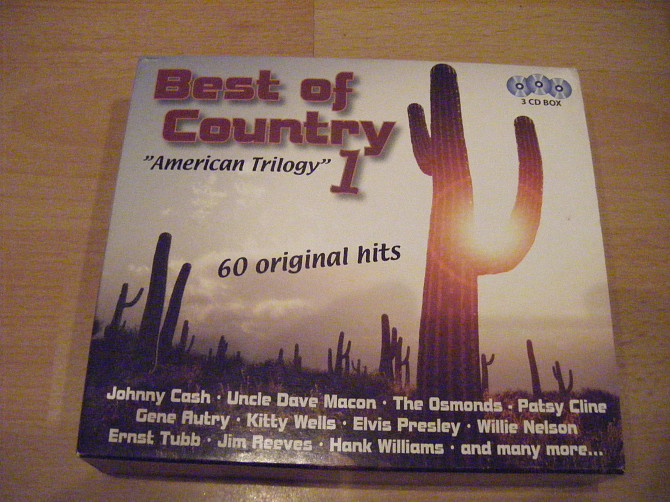 Best of
Country
"American Trilogy" 1
3 CD BOX
60 original hits
Johnny Cash · Uncle Dave Macon · The Osmonds · Patsy Cline
Gene Autry · Kitty Wells · Elvis Presley · Willie Nelson
Ernst Tubb · Jim Reeves · Hank Williams · and many more...